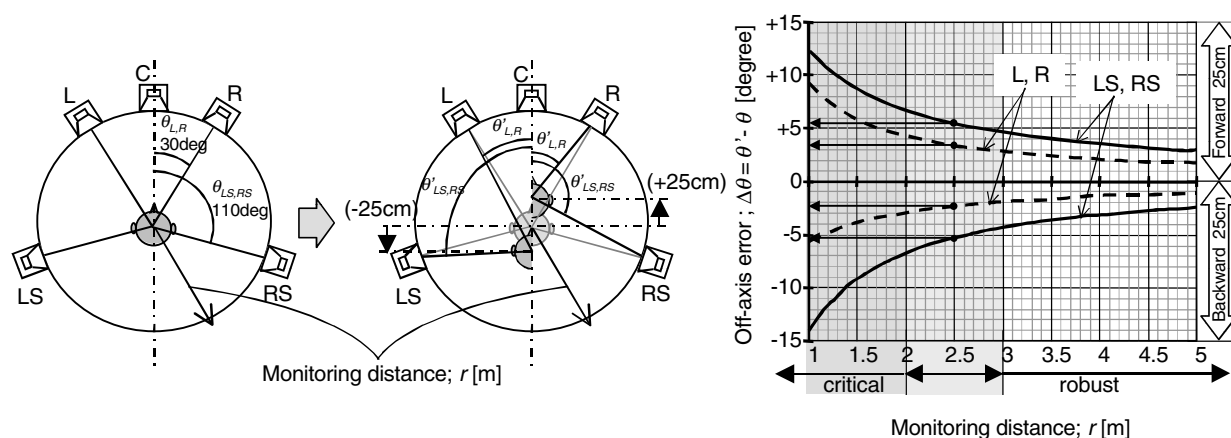 C
L
R
θL,R
30deg
θLS,RS
110deg
LS
RS
C
L
R
θ'L,R
θ'L,R
θ'LS,RS
θ'LS,RS
(-25cm)
(+25cm)
LS
RS
Monitoring distance; r [m]
Off-axis error ; Δθ = θ' - θ [degree]
+15
+10
+5
0
-5
-10
-15
L, R
LS, RS
Forward 25cm
Backward 25cm
1 1.5 2 2.5 3 3.5 4 4.5 5
critical robust
Monitoring distance; r [m]